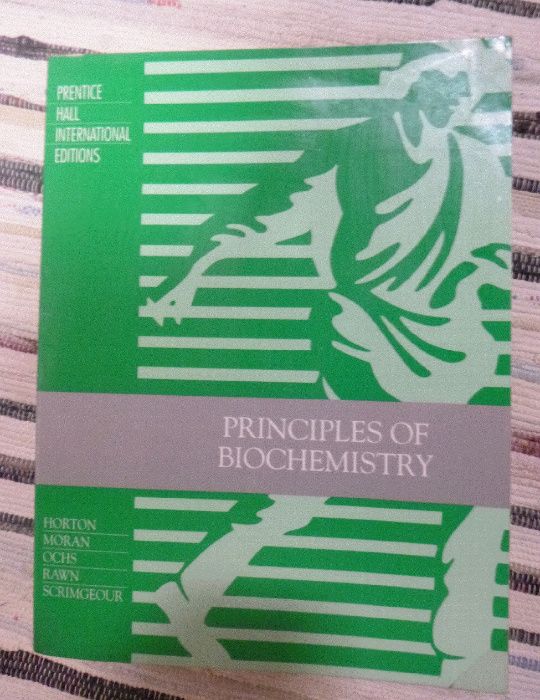 PRENTICE
HALL
INTERNATIONAL
EDITIONS
PRINCIPLES OF
BIOCHEMISTRY
HORTON
MORAN
OCHS
RAWN
SCRIMGEOUR